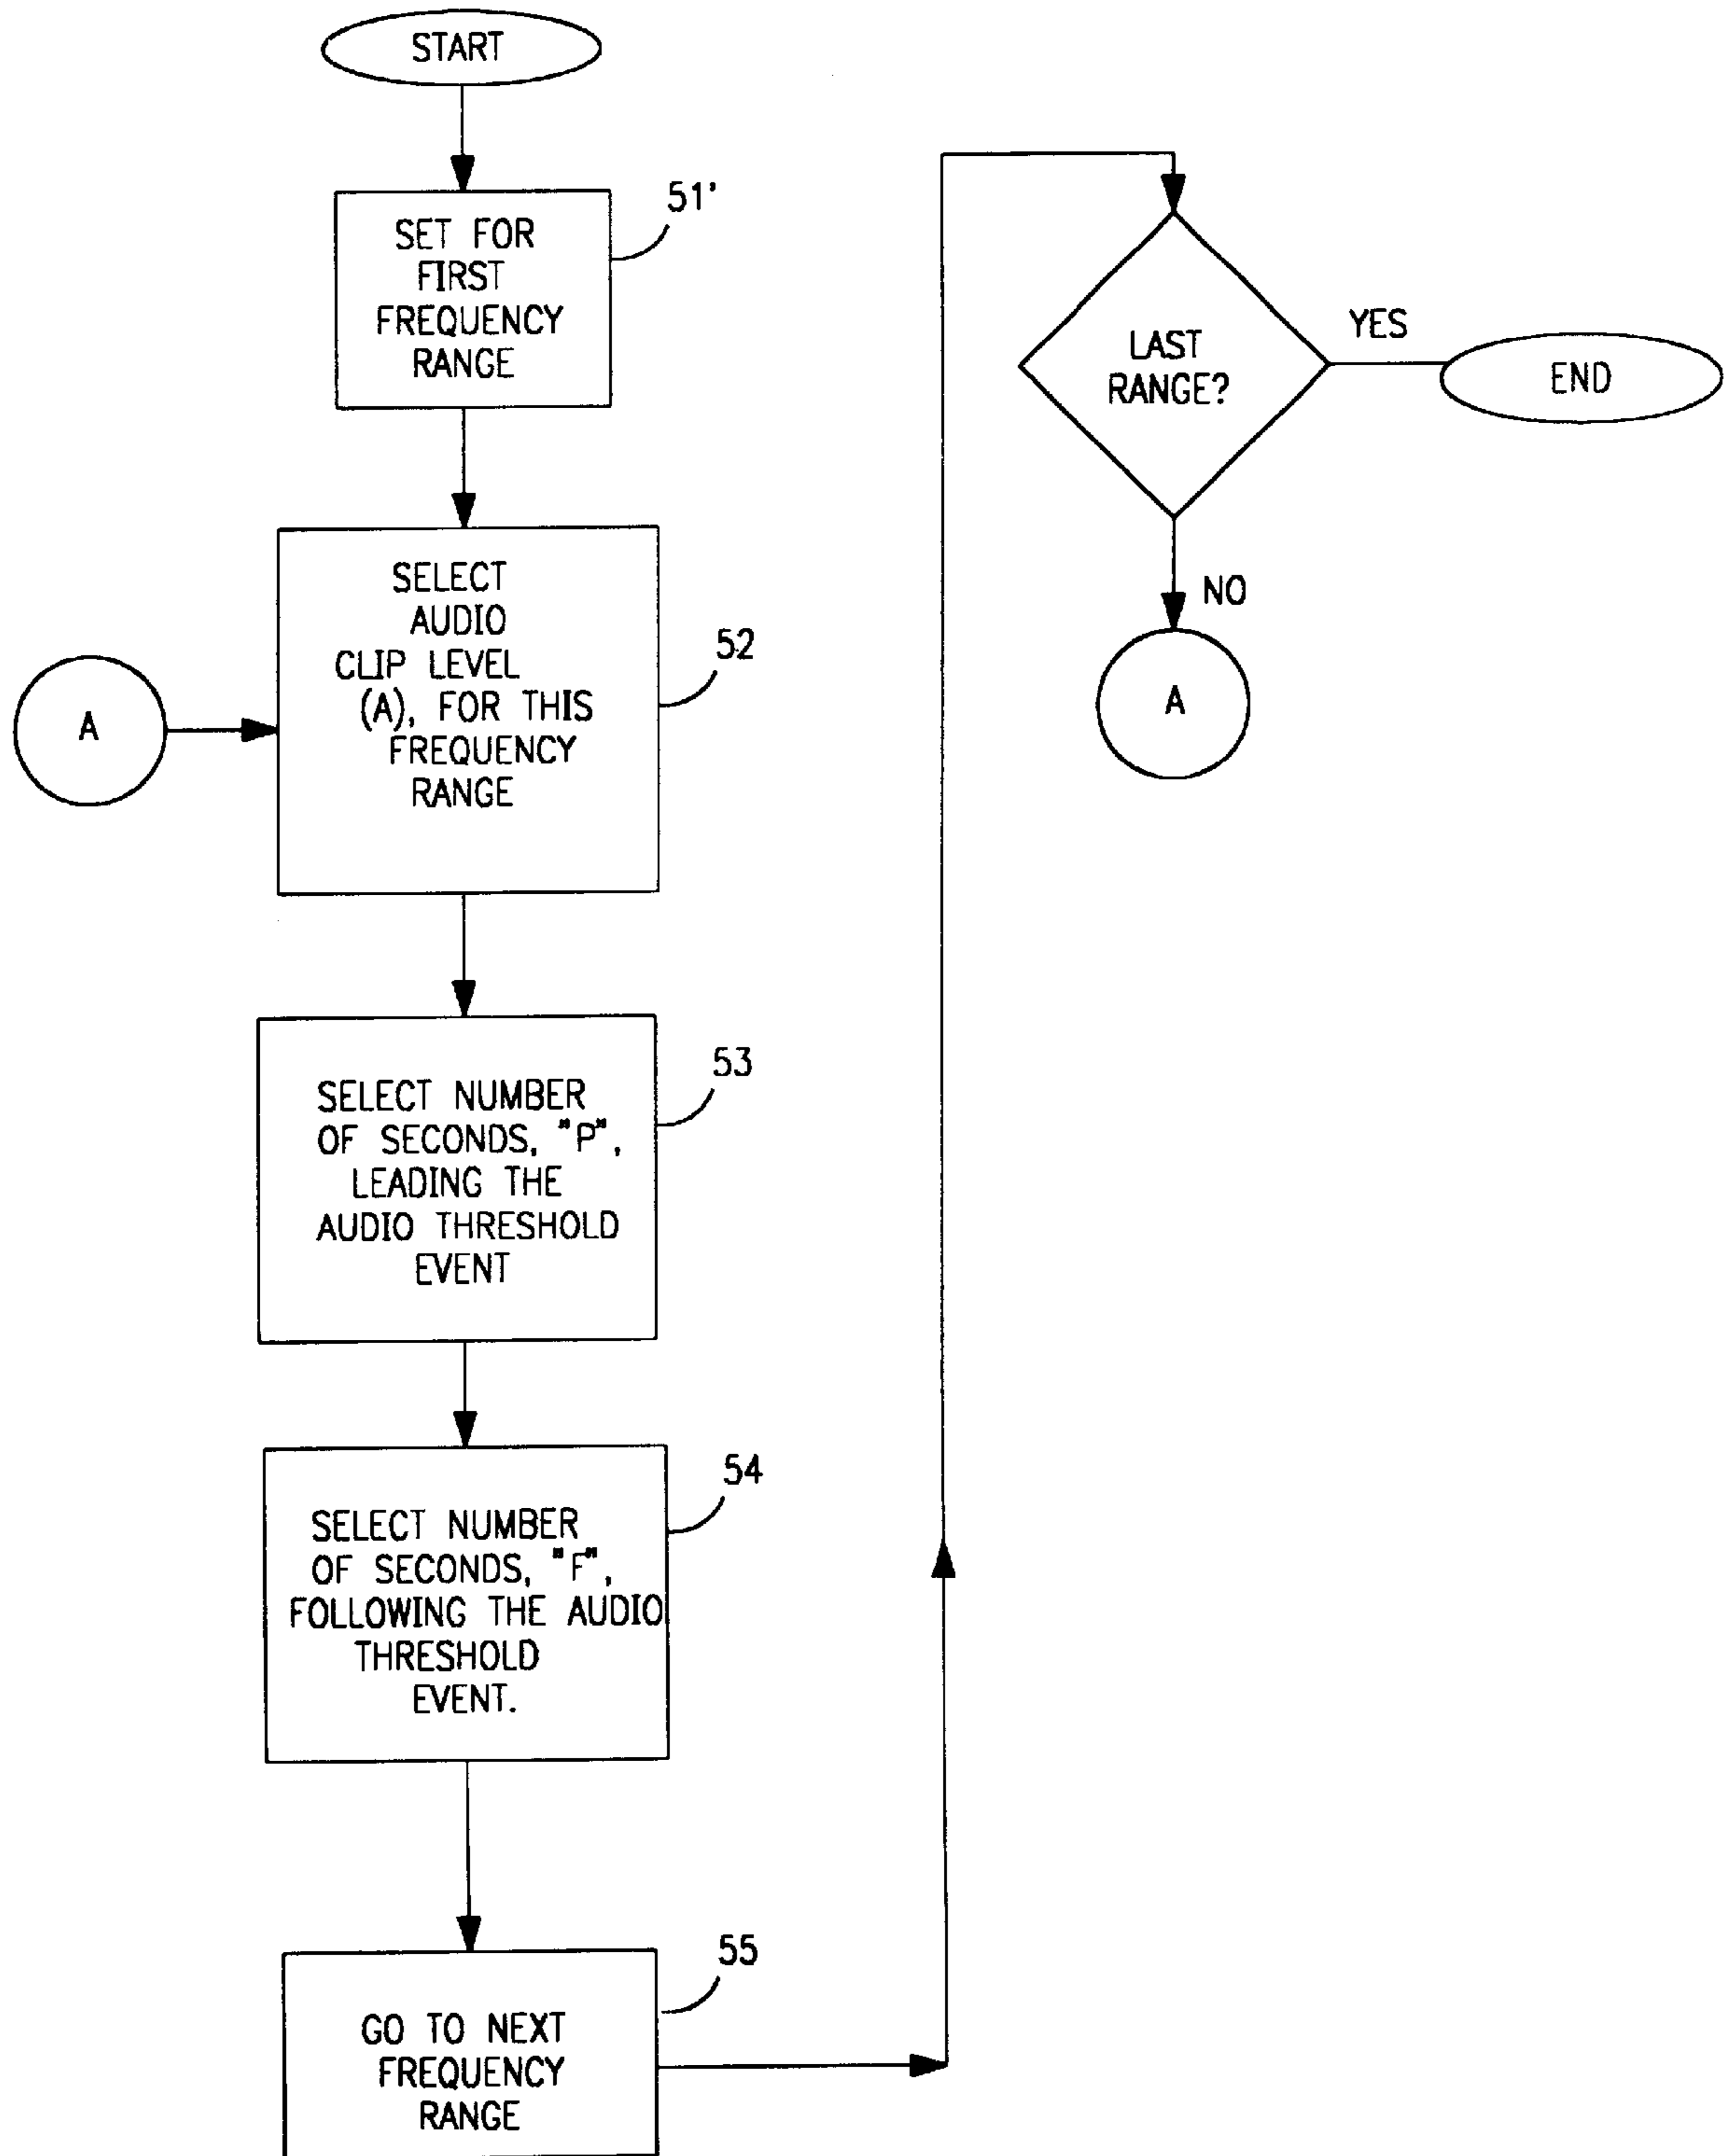 START
51'
SET FOR
FIRST
FREQUENCY
RANGE
52
SELECT
AUDIO
CLIP LEVEL
(A), FOR THIS
FREQUENCY
RANGE
A
53
SELECT NUMBER
OF SECONDS, "P",
LEADING THE
AUDIO THRESHOLD
EVENT
54
SELECT NUMBER
OF SECONDS, "F",
FOLLOWING THE AUDIO
THRESHOLD
EVENT.
55
GO TO NEXT
FREQUENCY
RANGE
LAST
RANGE?
YES
END
NO
A